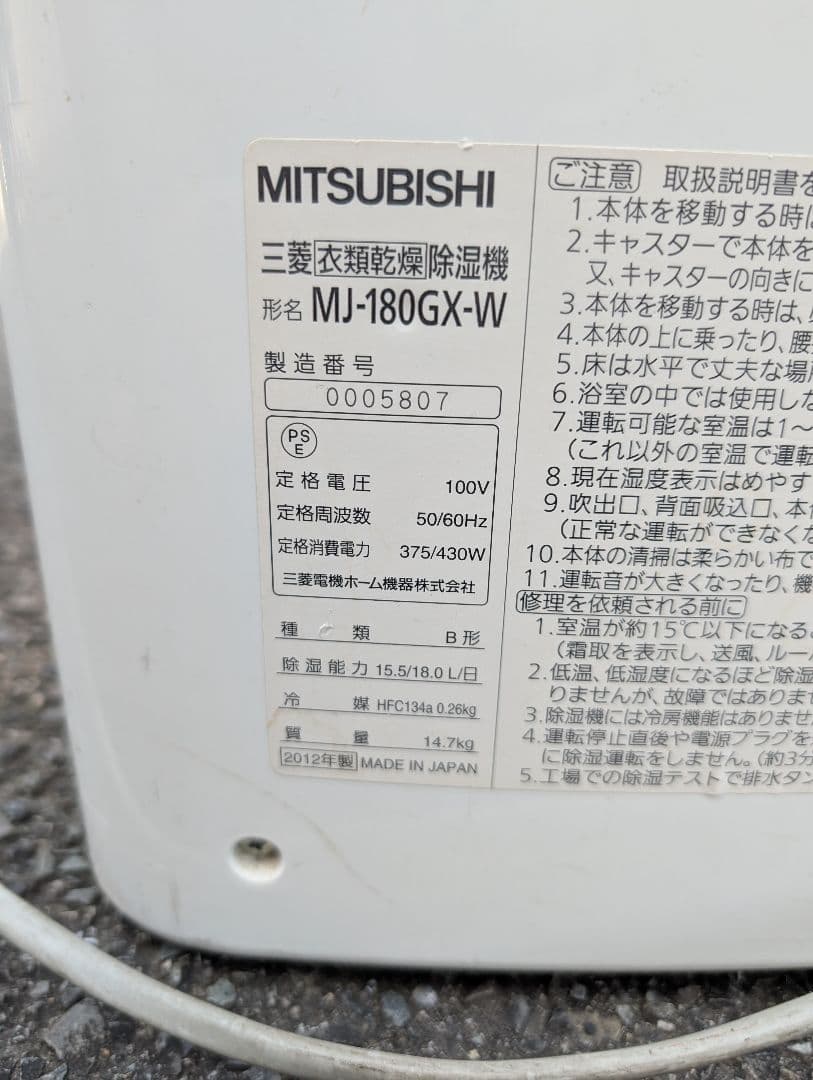 MITSUBISHI
三菱衣類乾燥除湿機
形名 MJ-180GX-W
製造番号
0005807
PS
E
定格電圧 100V
定格周波数 50/60Hz
定格消費電力 375/430W
三菱電機ホーム機器株式会社
種類 B形
除湿能力 15.5/18.0 L/日
冷媒 HFC134a 0.26kg
質量 14.7kg
2012年製 MADE IN JAPAN
ご注意 取扱説明書を
1.本体を移動する時は
2.キャスターで本体を
又、キャスターの向きに
3.本体を移動する時は、
4.本体の上に乗ったり、腰
5.床は水平で丈夫な場所
6.浴室の中では使用しな
7.運転可能な室温は1〜
(これ以外の室温で運転
8.現在湿度表示はめやす
9.吹出口、背面吸込口、本体
(正常な運転ができなくな
10.本体の清掃は柔らかい布で
11.運転音が大きくなったり、機
修理を依頼される前に
1.室温が約15℃以下になると
(霜取を表示し、送風、ルー
2.低温、低湿度になるほど除湿
りませんが、故障ではありませ
3.除湿機には冷房機能はありませ
4.運転停止直後や電源プラグを
に除湿運転をしません。(約3分
5.工場での除湿テストで排水タン